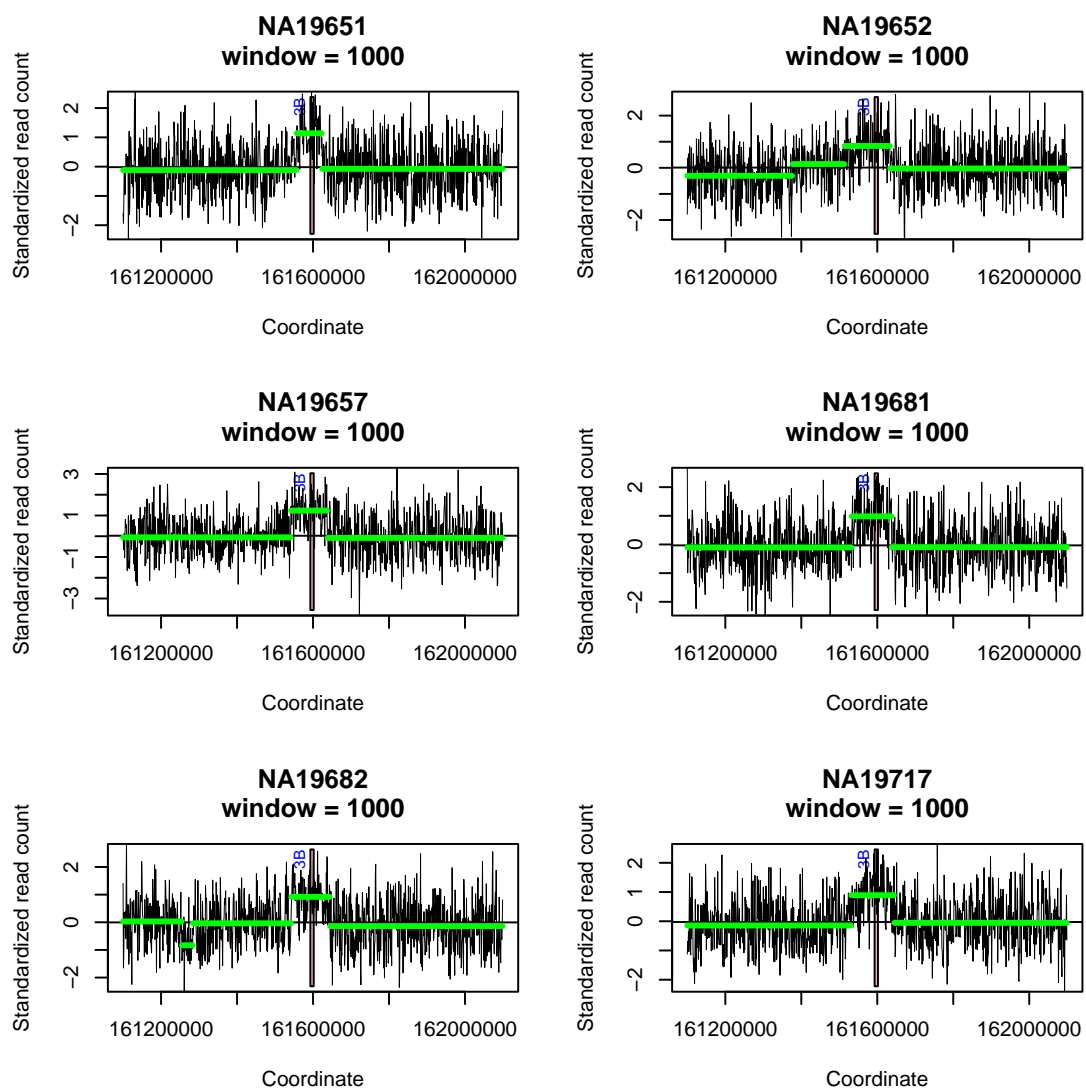 NA19651
window = 1000
Standardized read count
2
1
0
−2
3B
161200000 161600000 162000000
Coordinate
NA19652
window = 1000
Standardized read count
2
0
−2
3B
161200000 161600000 162000000
Coordinate
NA19657
window = 1000
Standardized read count
3
1
−1
−3
3B
161200000 161600000 162000000
Coordinate
NA19681
window = 1000
Standardized read count
2
0
−2
3B
161200000 161600000 162000000
Coordinate
NA19682
window = 1000
Standardized read count
2
0
−2
3B
161200000 161600000 162000000
Coordinate
NA19717
window = 1000
Standardized read count
2
1
0
−2
3B
161200000 161600000 162000000
Coordinate